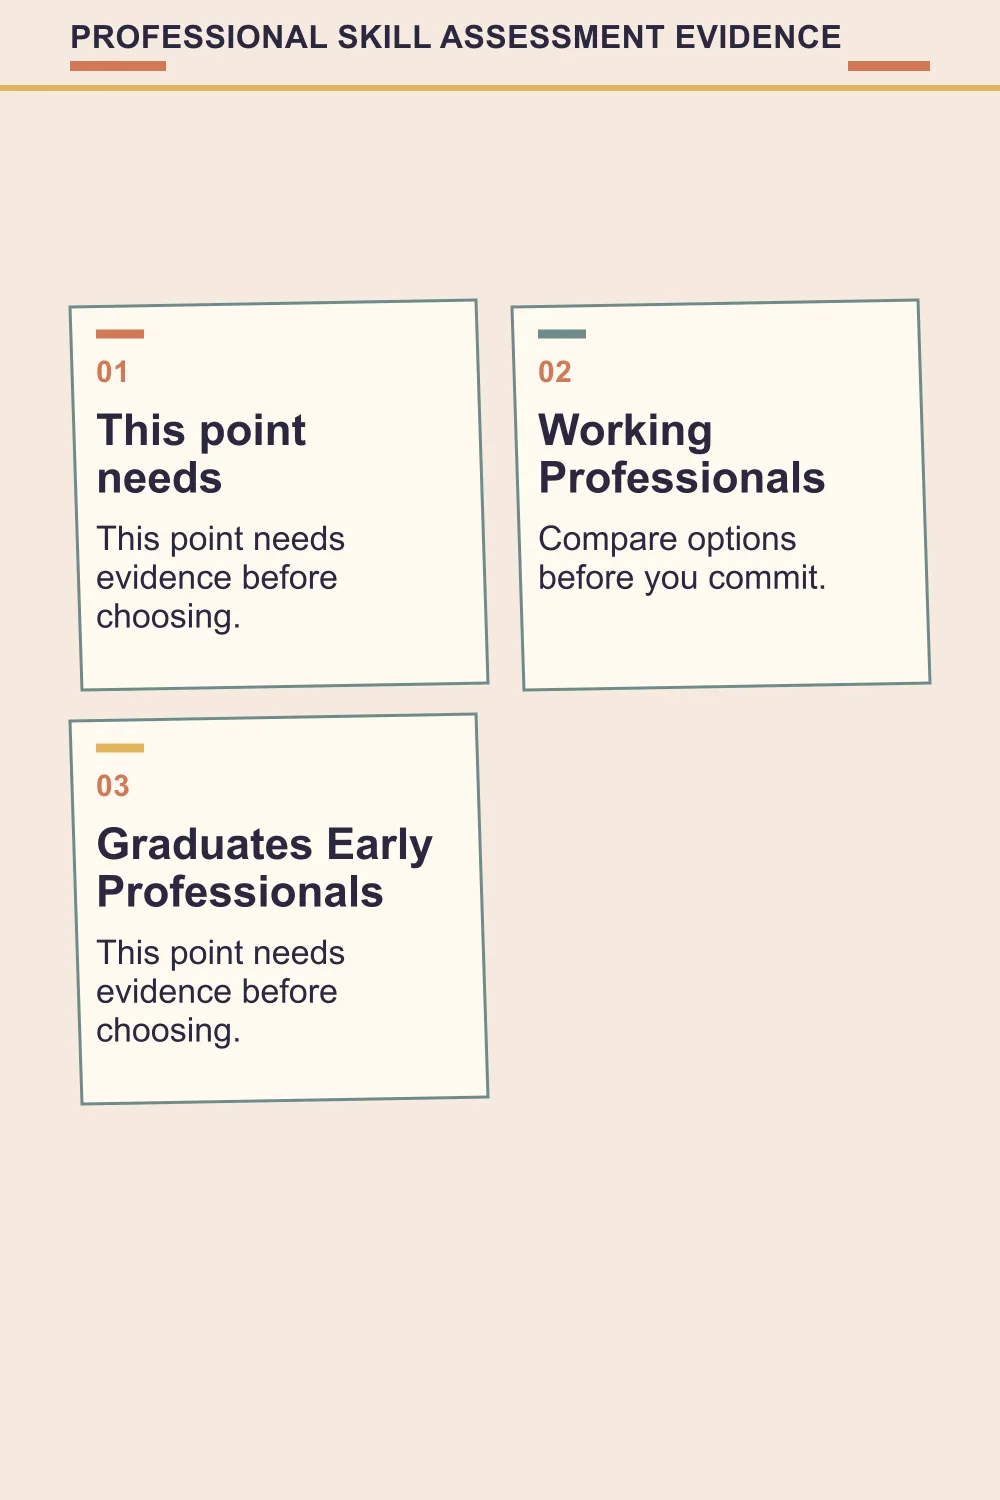 PROFESSIONAL SKILL ASSESSMENT EVIDENCE
01
This point
needs
This point needs
evidence before
choosing.
02
Working
Professionals
Compare options
before you commit.
03
Graduates Early
Professionals
This point needs
evidence before
choosing.